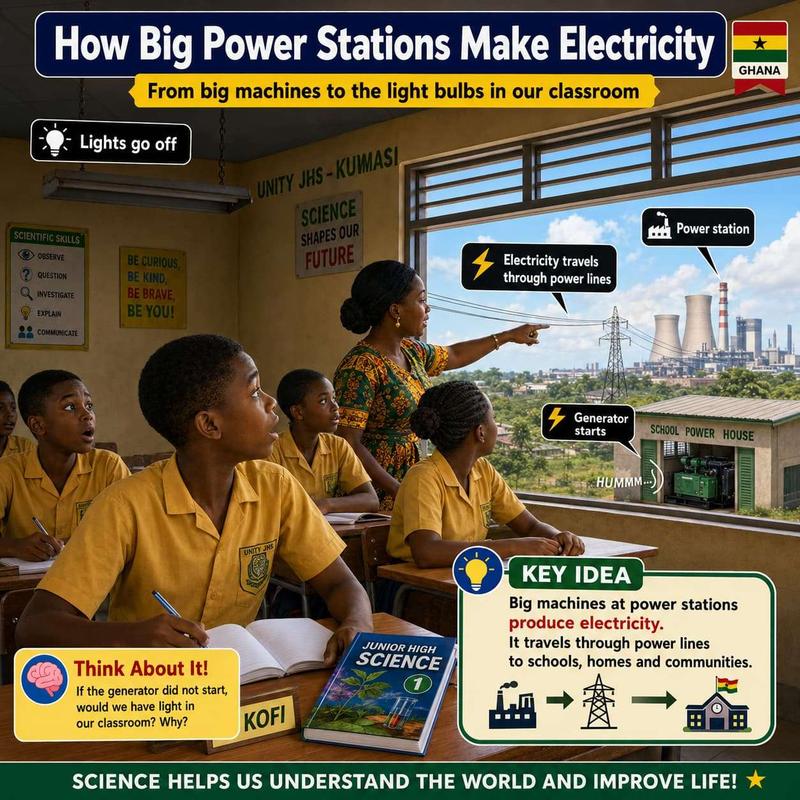 How Big Power Stations Make Electricity
GHANA
From big machines to the light bulbs in our classroom
Lights go off
UNITY JHS - KUMASI
SCIENCE
SHAPES OUR
FUTURE
SCIENTIFIC SKILLS
OBSERVE
QUESTION
INVESTIGATE
EXPLAIN
COMMUNICATE
BE CURIOUS,
BE KIND,
BE BRAVE,
BE YOU!
Electricity travels
through power lines
Power station
Generator
starts
SCHOOL POWER HOUSE
HUMMM...
UNITY JHS
KEY IDEA
Big machines at power stations
produce electricity.
It travels through power lines
to schools, homes and communities.
Think About It!
If the generator did not start,
would we have light in
our classroom? Why?
KOFI
JUNIOR HIGH
SCIENCE
1
SCIENCE HELPS US UNDERSTAND THE WORLD AND IMPROVE LIFE!